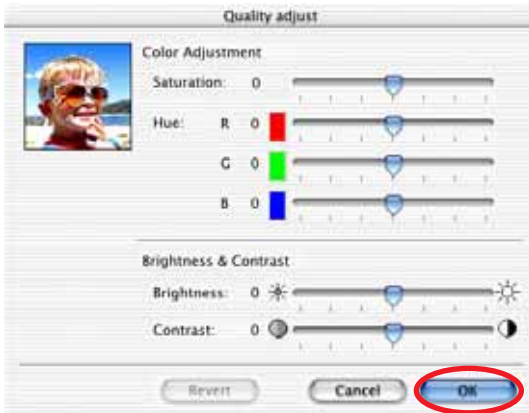 Quality adjust
Color Adjustment
Saturation: 0
Hue: R 0
G 0
B 0
Brightness & Contrast
Brightness: 0
Contrast: 0
Revert Cancel OK